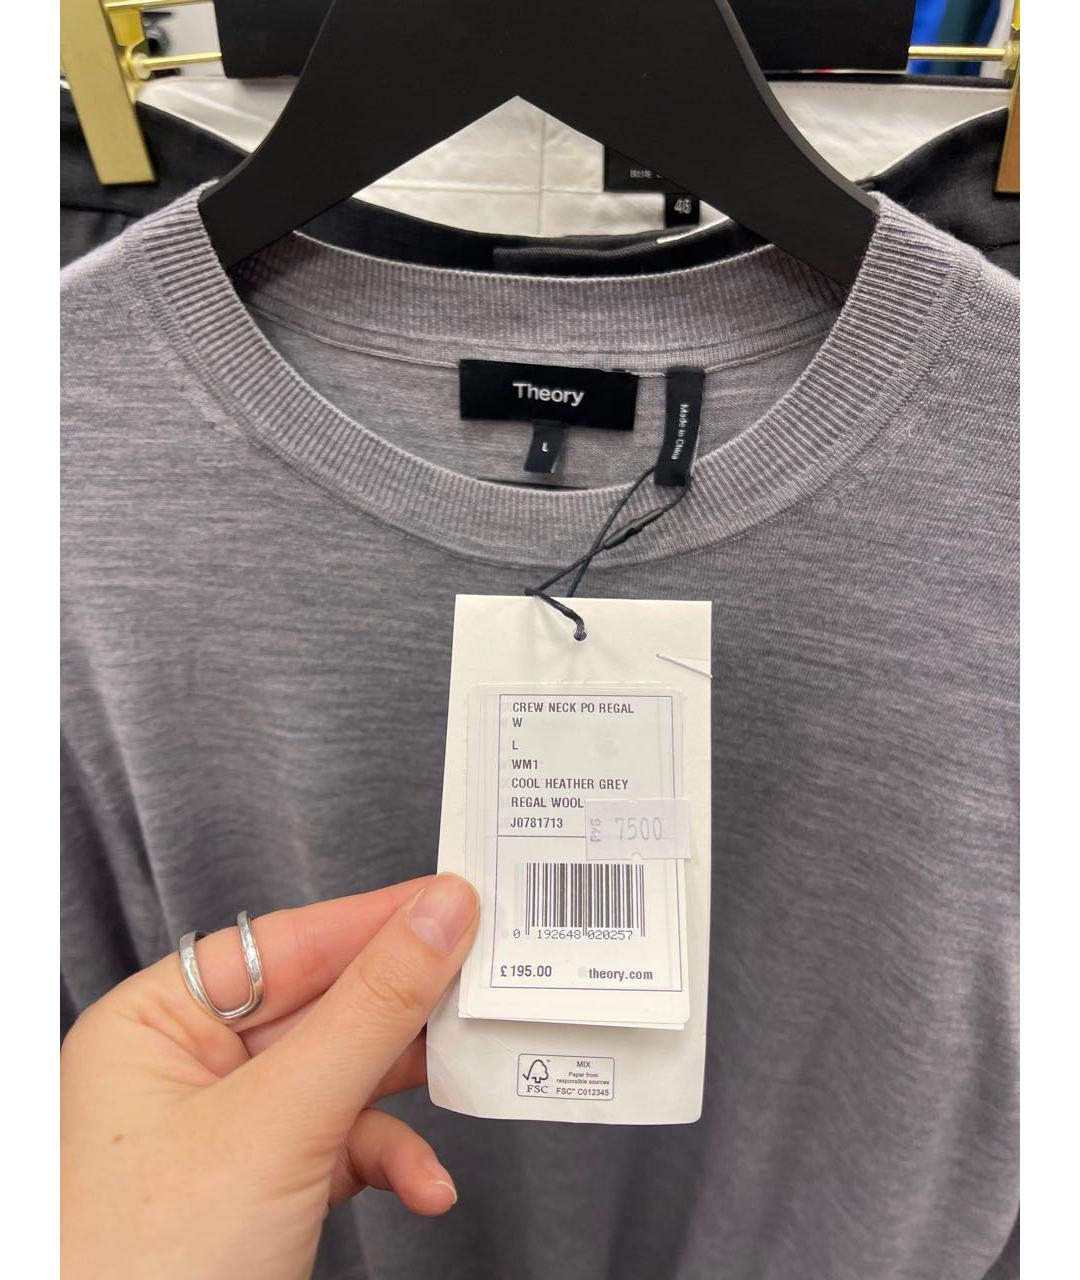 46
Theory
L
Made in China
CREW NECK PO REGAL
W
L
WM1
COOL HEATHER GREY
REGAL WOOL
J0781713
руб 7500
0 192648 020257
£195.00 theory.com
MIX
Paper from
responsible sources
FSC
FSC™ C012345